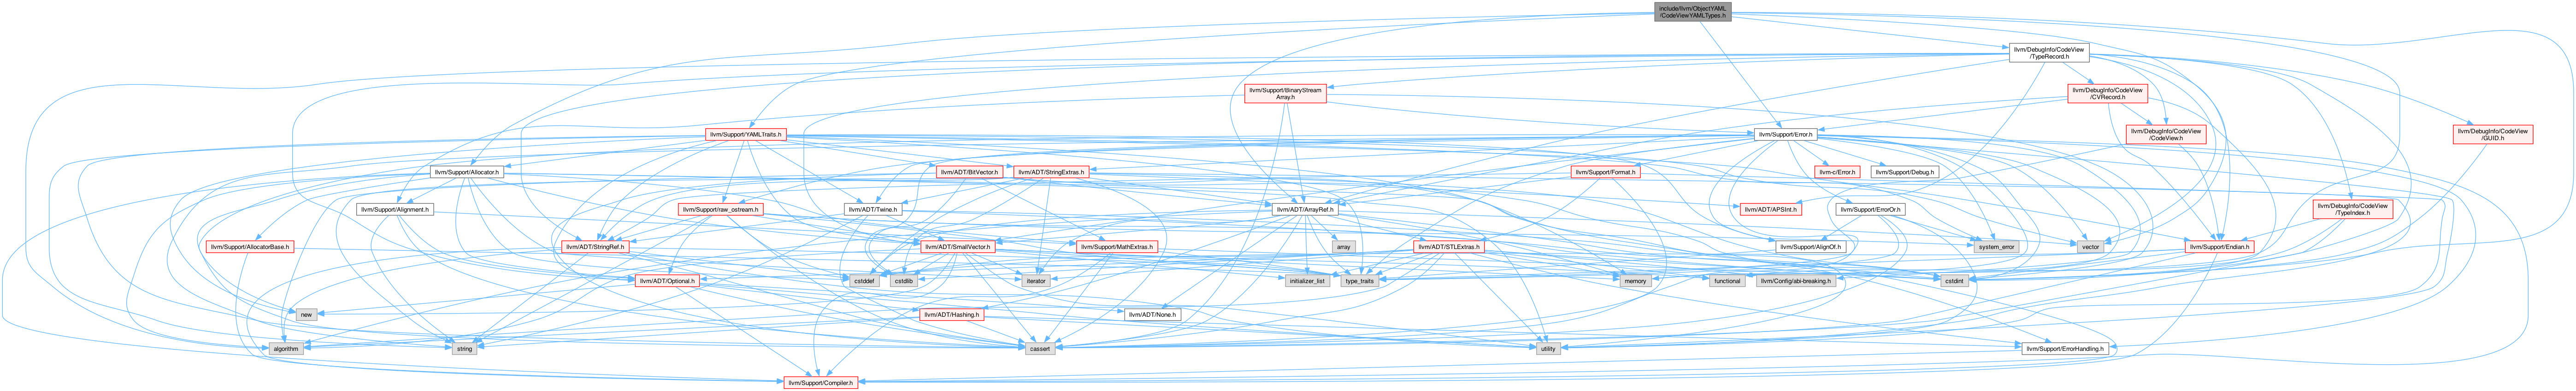 include/llvm/ObjectYAML
/CodeViewYAMLTypes.h
llvm/DebugInfo/CodeView
/TypeRecord.h
llvm/Support/BinaryStream
Array.h
llvm/DebugInfo/CodeView
/CVRecord.h
llvm/Support/YAMLTraits.h
llvm/Support/Error.h
llvm/DebugInfo/CodeView
/CodeView.h
llvm/DebugInfo/CodeView
/GUID.h
llvm/Support/Allocator.h
llvm/ADT/BitVector.h
llvm/ADT/StringExtras.h
llvm/Support/Format.h
llvm-c/Error.h
llvm/Support/Debug.h
llvm/Support/Alignment.h
llvm/Support/raw_ostream.h
llvm/ADT/Twine.h
llvm/ADT/ArrayRef.h
llvm/ADT/APSInt.h
llvm/Support/ErrorOr.h
llvm/DebugInfo/CodeView
/TypeIndex.h
llvm/Support/AllocatorBase.h
llvm/ADT/StringRef.h
llvm/Support/MathExtras.h
llvm/ADT/SmallVector.h
array
llvm/ADT/STLExtras.h
llvm/Support/AlignOf.h
system_error
vector
llvm/Support/Endian.h
llvm/ADT/Optional.h
cstddef
cstdlib
iterator
initializer_list
type_traits
memory
functional
llvm/Config/abi-breaking.h
cstdint
new
llvm/ADT/Hashing.h
llvm/ADT/None.h
algorithm
string
cassert
utility
llvm/Support/ErrorHandling.h
llvm/Support/Compiler.h